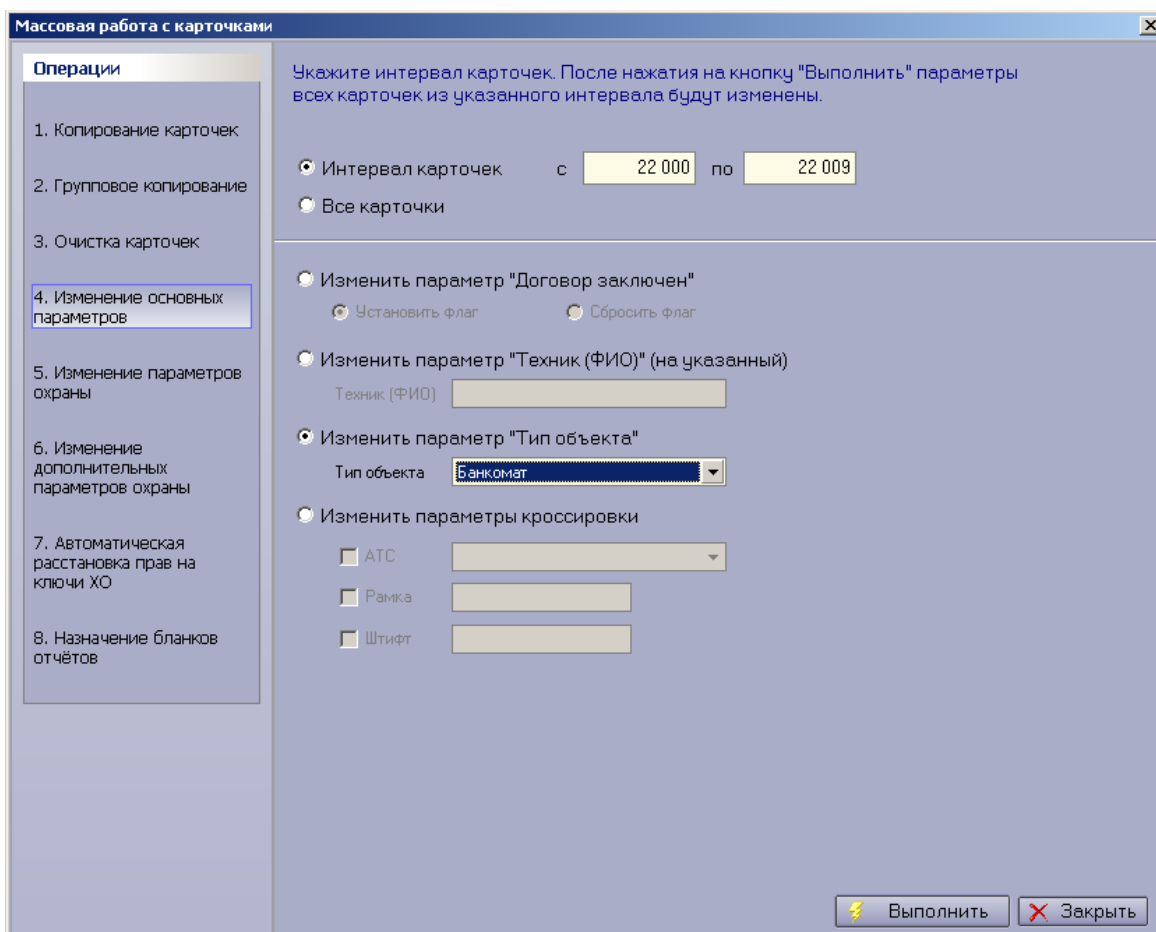 Массовая работа с карточками
Операции
1. Копирование карточек
2. Групповое копирование
3. Очистка карточек
4. Изменение основных
параметров
5. Изменение параметров
охраны
6. Изменение
дополнительных
параметров охраны
7. Автоматическая
расстановка прав на
ключи ХО
8. Назначение бланков
отчётов
Укажите интервал карточек. После нажатия на кнопку "Выполнить" параметры
всех карточек из указанного интервала будут изменены.
Интервал карточек с 22 000 по 22 009
Все карточки
Изменить параметр "Договор заключен"
Установить флаг Сбросить флаг
Изменить параметр "Техник (ФИО)" (на указанный)
Техник (ФИО)
Изменить параметр "Тип объекта"
Тип объекта Банкомат
Изменить параметры кроссировки
АТС
Рамка
Штифт
Выполнить Закрыть